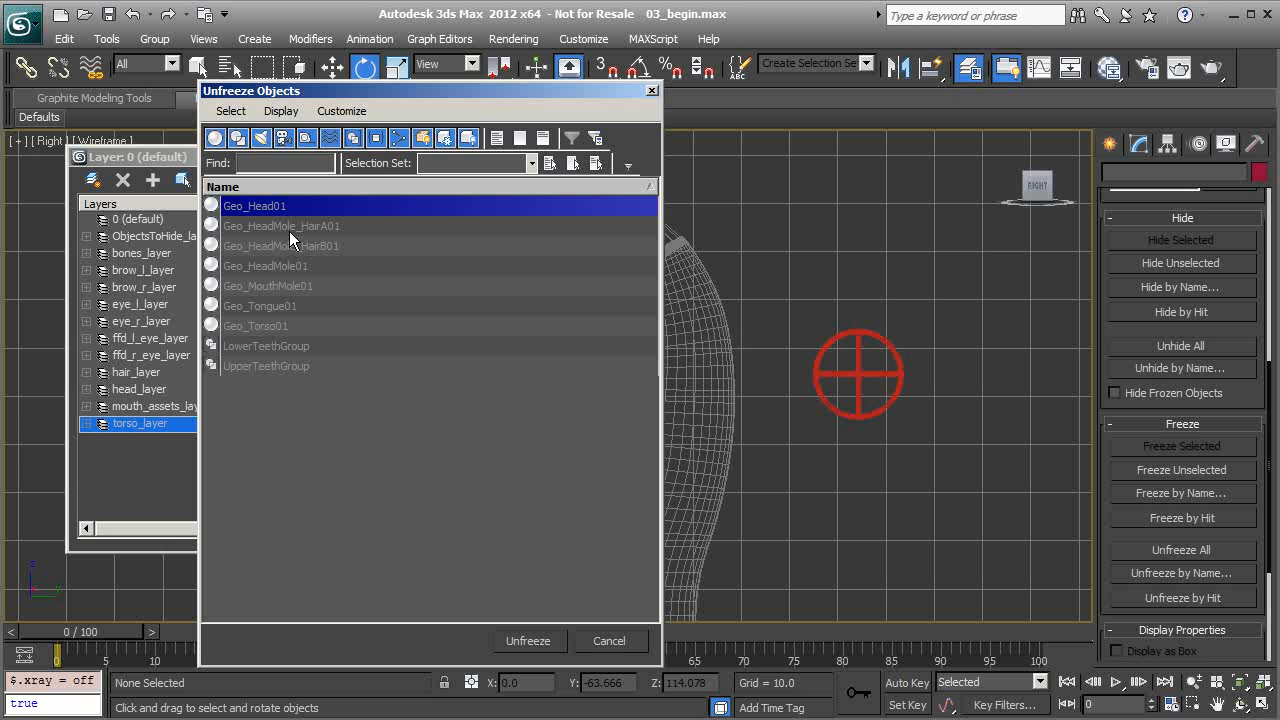 Autodesk 3ds Max 2012 x64 - Not for Resale 03_begin.max
Type a keyword or phrase
Edit Tools Group Views Create Modifiers Animation Graph Editors Rendering Customize MAXScript Help
All
View
Create Selection Se
Graphite Modeling Tools
Defaults
[ + ] [ Right ] [ Wireframe ]
Layer: 0 (default)
Layers
0 (default)
ObjectsToHide_la
bones_layer
brow_l_layer
brow_r_layer
eye_l_layer
eye_r_layer
ffd_l_eye_layer
ffd_r_eye_layer
hair_layer
head_layer
mouth_assets_lay
torso_layer
Unfreeze Objects
Select Display Customize
Find: Selection Set:
Name
Geo_Head01
Geo_HeadMole_HairA01
Geo_HeadMole_HairB01
Geo_HeadMole01
Geo_MouthMole01
Geo_Tongue01
Geo_Torso01
LowerTeethGroup
UpperTeethGroup
Unfreeze Cancel
RIGHT
Hide
Hide Selected
Hide Unselected
Hide by Name...
Hide by Hit
Unhide All
Unhide by Name...
Hide Frozen Objects
Freeze
Freeze Selected
Freeze Unselected
Freeze by Name...
Freeze by Hit
Unfreeze All
Unfreeze by Name...
Unfreeze by Hit
Display Properties
Display as Box
z
y
< 0 / 100 >
0 5 10 65 70 75 80 85 90 95 100
$.xray = off
true
None Selected
X: 0.0 Y: -63.666 Z: 114.078 Grid = 10.0
Auto Key Selected
Click and drag to select and rotate objects
Add Time Tag
Set Key Key Filters...
0